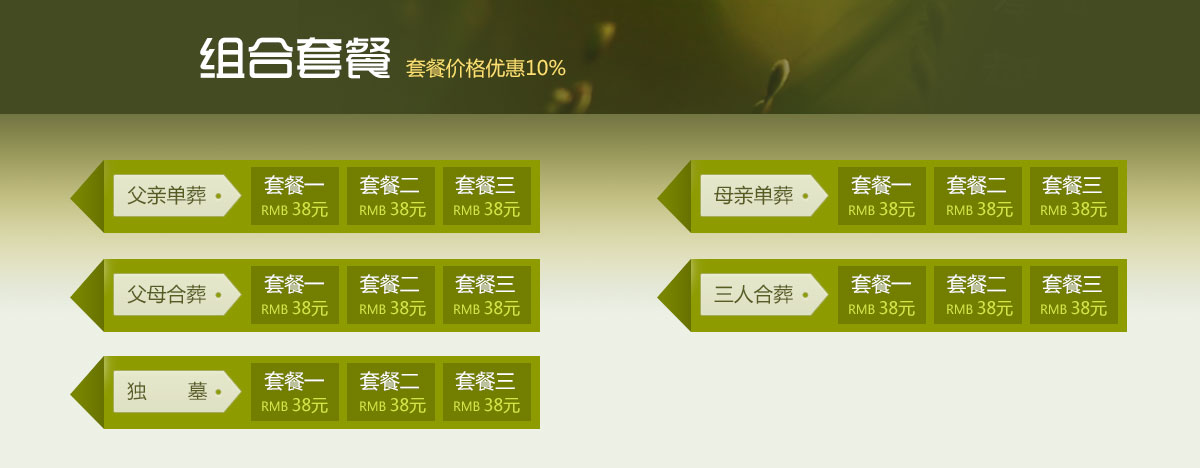 组合套餐 套餐价格优惠10%
父亲单葬 套餐一 套餐二 套餐三
RMB 38元 RMB 38元 RMB 38元
母亲单葬 套餐一 套餐二 套餐三
RMB 38元 RMB 38元 RMB 38元
父母合葬 套餐一 套餐二 套餐三
RMB 38元 RMB 38元 RMB 38元
三人合葬 套餐一 套餐二 套餐三
RMB 38元 RMB 38元 RMB 38元
独 墓 套餐一 套餐二 套餐三
RMB 38元 RMB 38元 RMB 38元